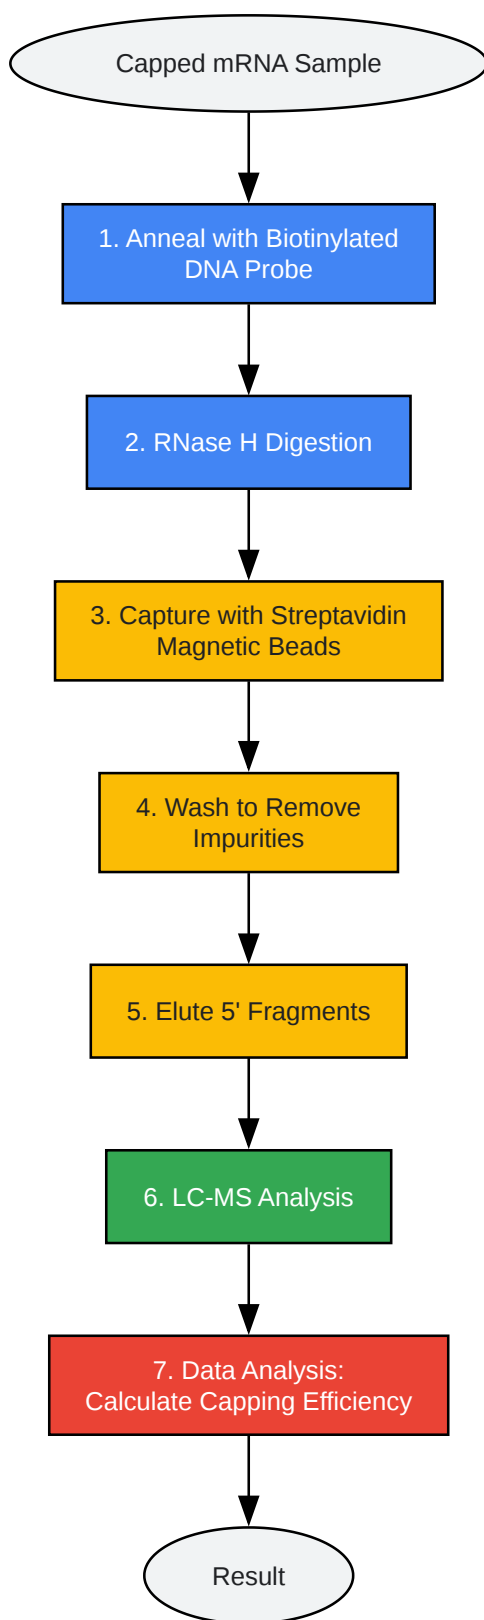 Capped mRNA Sample
1. Anneal with Biotinylated
DNA Probe
2. RNase H Digestion
3. Capture with Streptavidin
Magnetic Beads
4. Wash to Remove
Impurities
5. Elute 5' Fragments
6. LC-MS Analysis
7. Data Analysis:
Calculate Capping Efficiency
Result